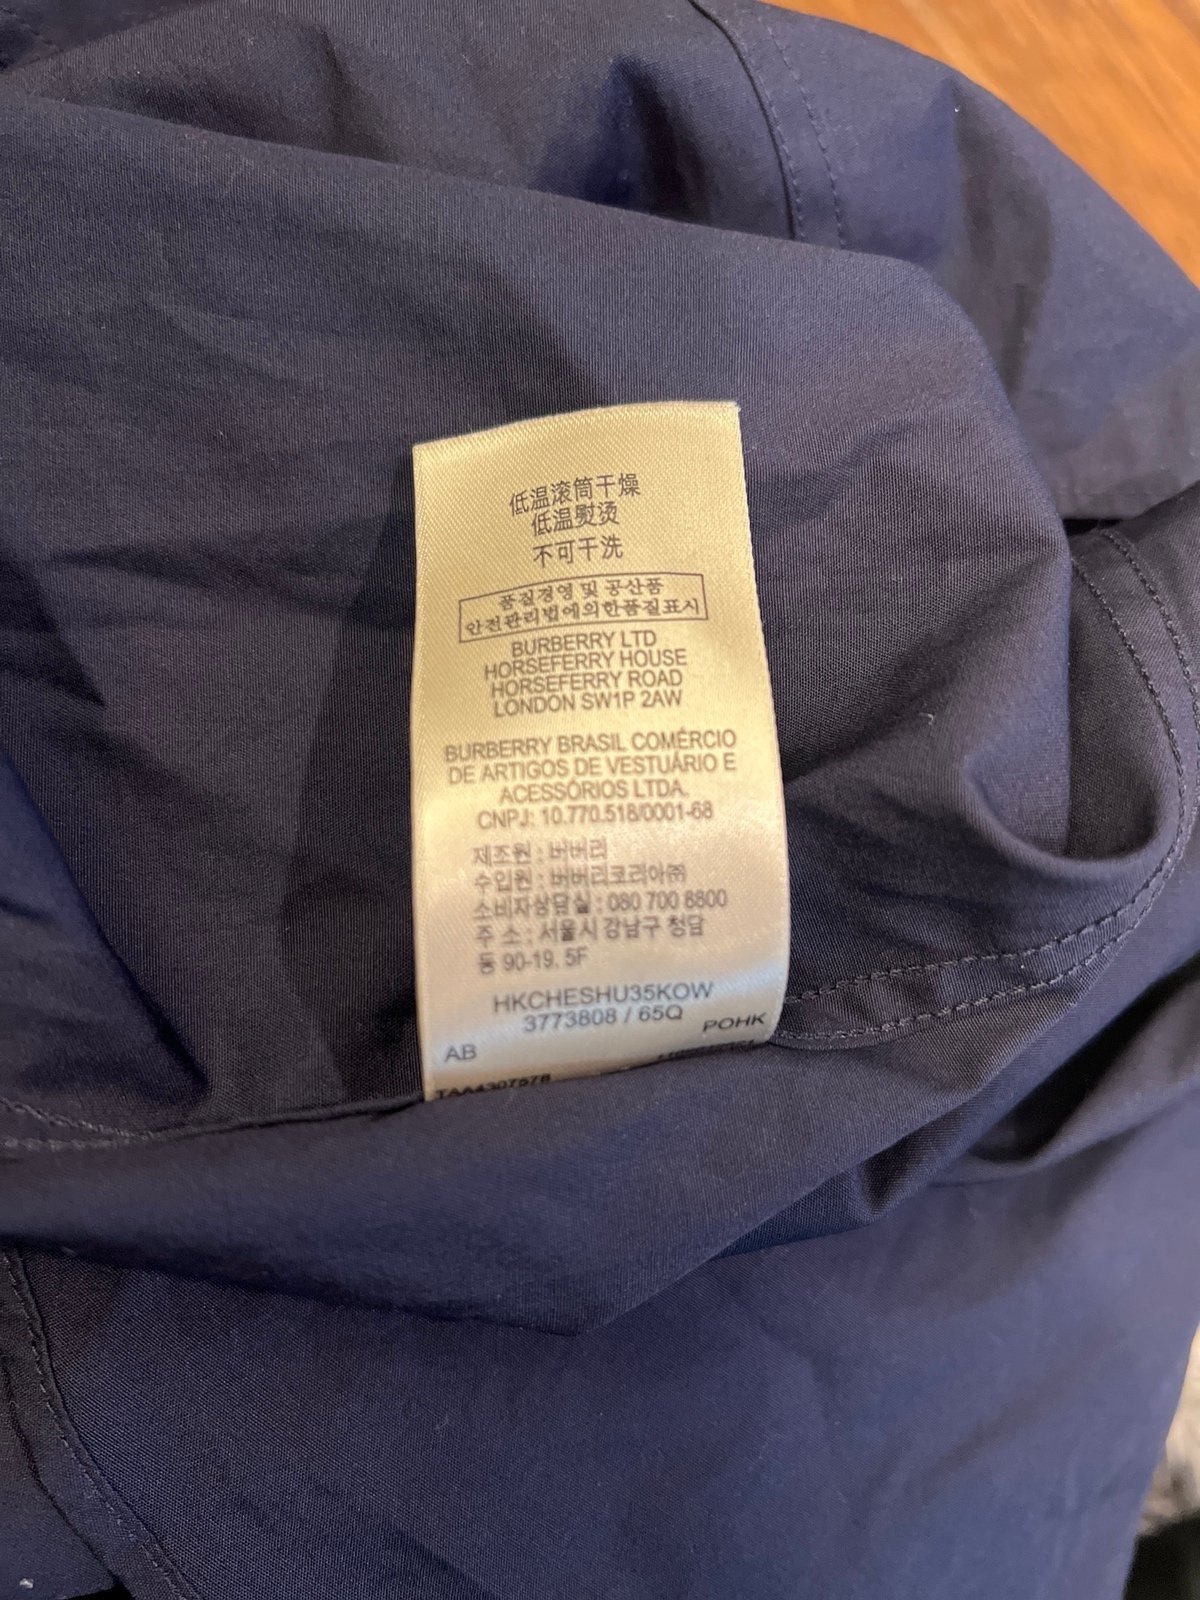 低温滚筒干燥
低温熨烫
不可干洗
품질경영 및 공산품
안전관리법에의한품질표시
BURBERRY LTD
HORSEFERRY HOUSE
HORSEFERRY ROAD
LONDON SW1P 2AW
BURBERRY BRASIL COMÉRCIO
DE ARTIGOS DE VESTUÁRIO E
ACESSÓRIOS LTDA.
CNPJ: 10.770.518/0001-68
제조원 : 버버리
수입원 : 버버리코리아㈜
소비자상담실 : 080 700 8800
주 소 : 서울시 강남구 청담
동 90-19. 5F
HKCHESHU35KOW
3773808 / 65Q
POHK
AB
TAA4307578